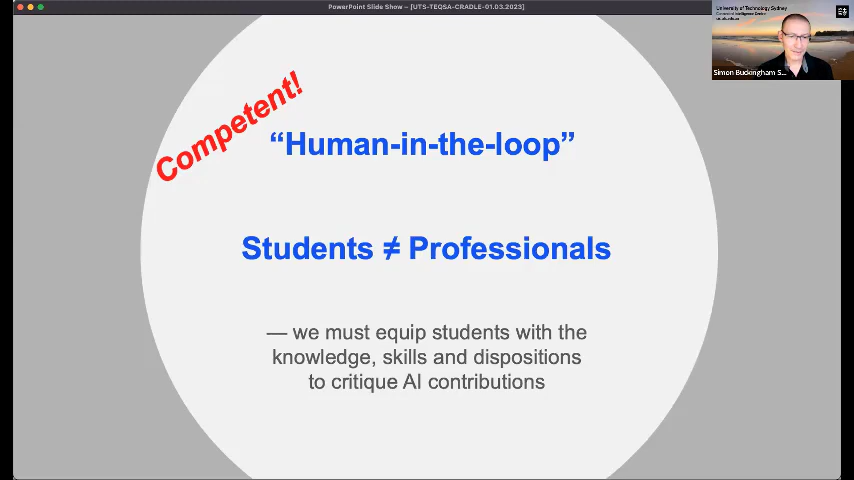 PowerPoint Slide Show – [UTS-TEQSA-CRADLE-01.03.2023]
University of Technology Sydney
Simon Buckingham S...
Competent!
“Human-in-the-loop”
Students ≠ Professionals
— we must equip students with the
knowledge, skills and dispositions
to critique AI contributions